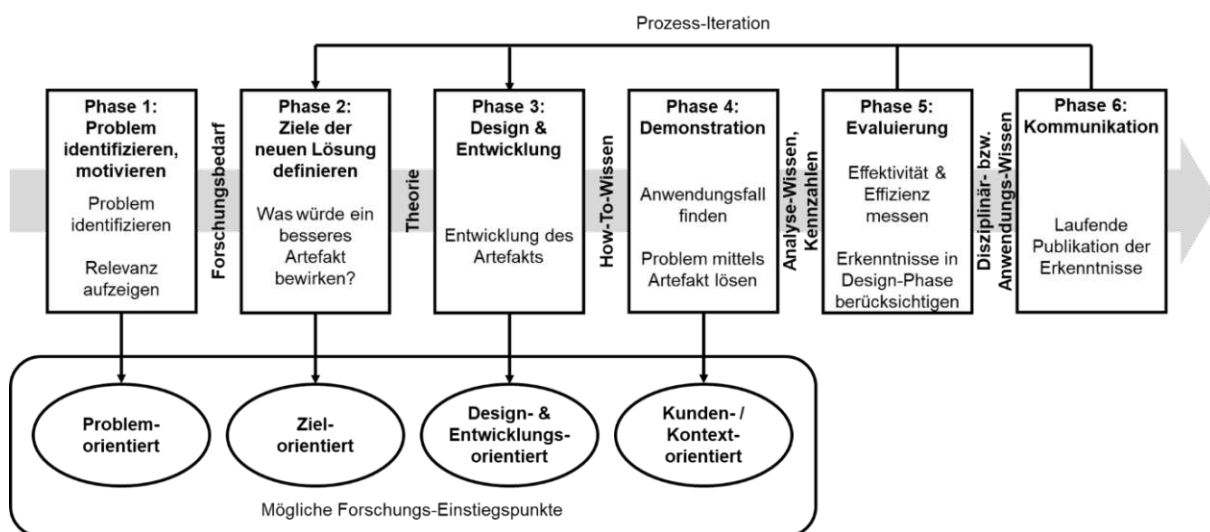 Prozess-Iteration
Phase 1:
Problem
identifizieren,
motivieren
Problem
identifizieren
Relevanz
aufzeigen
Forschungsbedarf
Phase 2:
Ziele der
neuen Lösung
definieren
Was würde ein
besseres
Artefakt
bewirken?
Theorie
Phase 3:
Design &
Entwicklung
Entwicklung des
Artefakts
How-To-Wissen
Phase 4:
Demonstration
Anwendungsfall
finden
Problem mittels
Artefakt lösen
Analyse-Wissen,
Kennzahlen
Phase 5:
Evaluierung
Effektivität &
Effizienz
messen
Erkenntnisse in
Design-Phase
berücksichtigen
Disziplinär- bzw.
Anwendungs-Wissen
Phase 6:
Kommunikation
Laufende
Publikation der
Erkenntnisse
Problem-
orientiert
Ziel-
orientiert
Design- &
Entwicklungs-
orientiert
Kunden- /
Kontext-
orientiert
Mögliche Forschungs-Einstiegspunkte